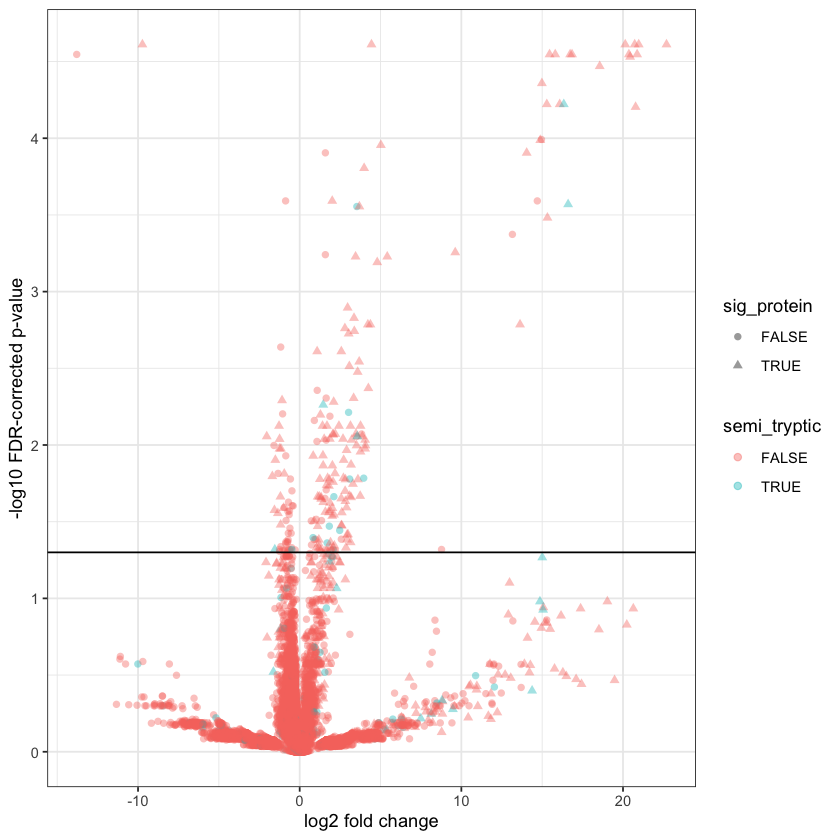 -log10 FDR-corrected p-value
4
3
2
1
0
-10
0
10
20
log2 fold change
sig_protein
FALSE
TRUE
semi_tryptic
FALSE
TRUE